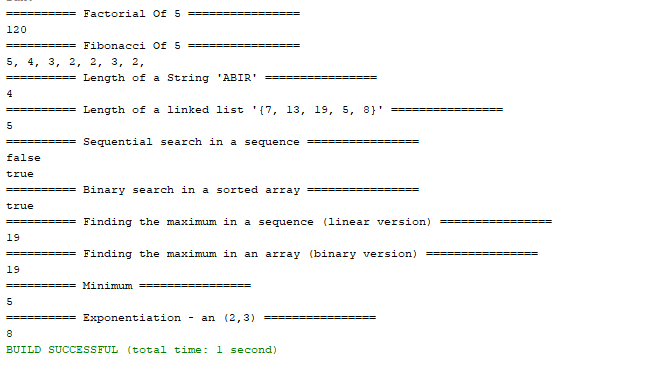 ========== Factorial Of 5 ================
120
========== Fibonacci Of 5 ================
5, 4, 3, 2, 2, 3, 2,
========== Length of a String 'ABIR' ================
4
========== Length of a linked list '{7, 13, 19, 5, 8}' ================
5
========== Sequential search in a sequence ================
false
true
========== Binary search in a sorted array ================
true
========== Finding the maximum in a sequence (linear version) ================
19
========== Finding the maximum in an array (binary version) ================
19
========== Minimum ================
5
========== Exponentiation - an (2,3) ================
8
BUILD SUCCESSFUL (total time: 1 second)